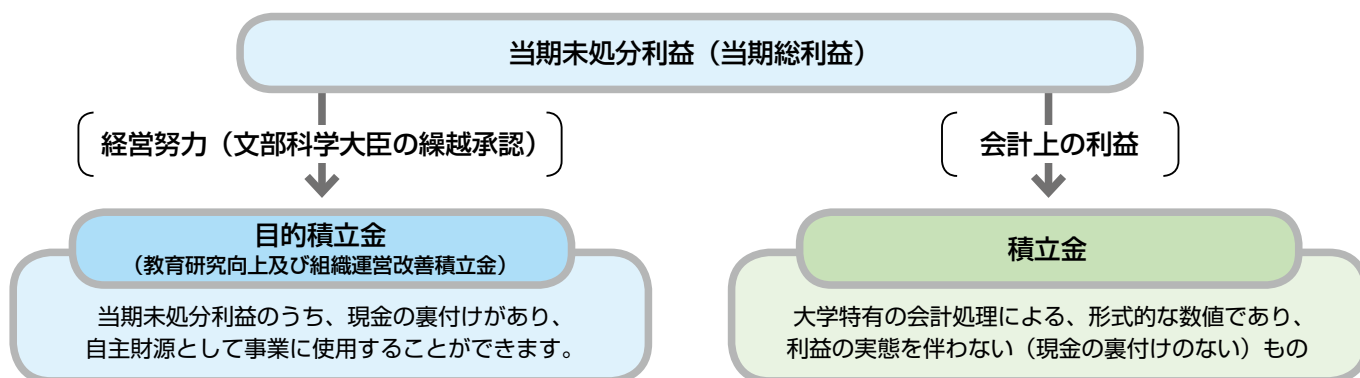 当期未処分利益（当期総利益）
経営努力（文部科学大臣の繰越承認）
会計上の利益
目的積立金
（教育研究向上及び組織運営改善積立金）
当期未処分利益のうち、現金の裏付けがあり、
自主財源として事業に使用することができます。
積立金
大学特有の会計処理による、形式的な数値であり、
利益の実態を伴わない（現金の裏付けのない）もの